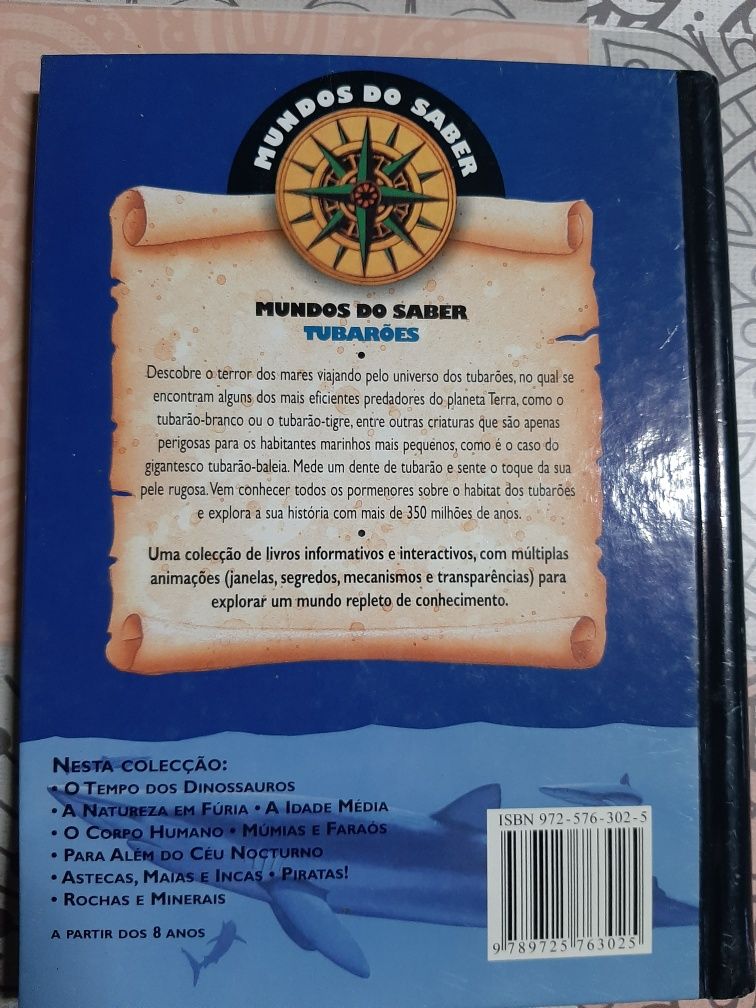 MUNDOS DO SABER
MUNDOS DO SABER
TUBARÕES
•
Descobre o terror dos mares viajando pelo universo dos tubarões, no qual se
encontram alguns dos mais eficientes predadores do planeta Terra, como o
tubarão-branco ou o tubarão-tigre, entre outras criaturas que são apenas
perigosas para os habitantes marinhos mais pequenos, como é o caso do
gigantesco tubarão-baleia. Mede um dente de tubarão e sente o toque da sua
pele rugosa. Vem conhecer todos os pormenores sobre o habitat dos tubarões
e explora a sua história com mais de 350 milhões de anos.
•
Uma colecção de livros informativos e interactivos, com múltiplas
animações (janelas, segredos, mecanismos e transparências) para
explorar um mundo repleto de conhecimento.
NESTA COLECÇÃO:
• O TEMPO DOS DINOSSAUROS
• A NATUREZA EM FÚRIA • A IDADE MÉDIA
• O CORPO HUMANO • MÚMIAS E FARAÓS
• PARA ALÉM DO CÉU NOCTURNO
• ASTECAS, MAIAS E INCAS • PIRATAS!
• ROCHAS E MINERAIS
A PARTIR DOS 8 ANOS
ISBN 972-576-302-5
9 789725 763025